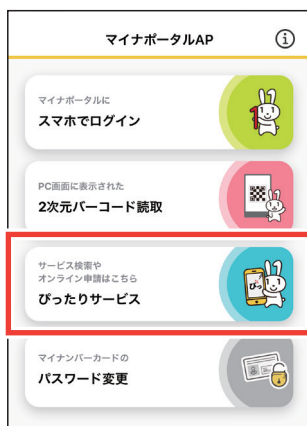 マイナポータルAP
マイナポータルに
スマホでログイン
PC画面に表示された
2次元バーコード読取
サービス検索や
オンライン申請はこちら
ぴったりサービス
マイナンバーカードの
パスワード変更